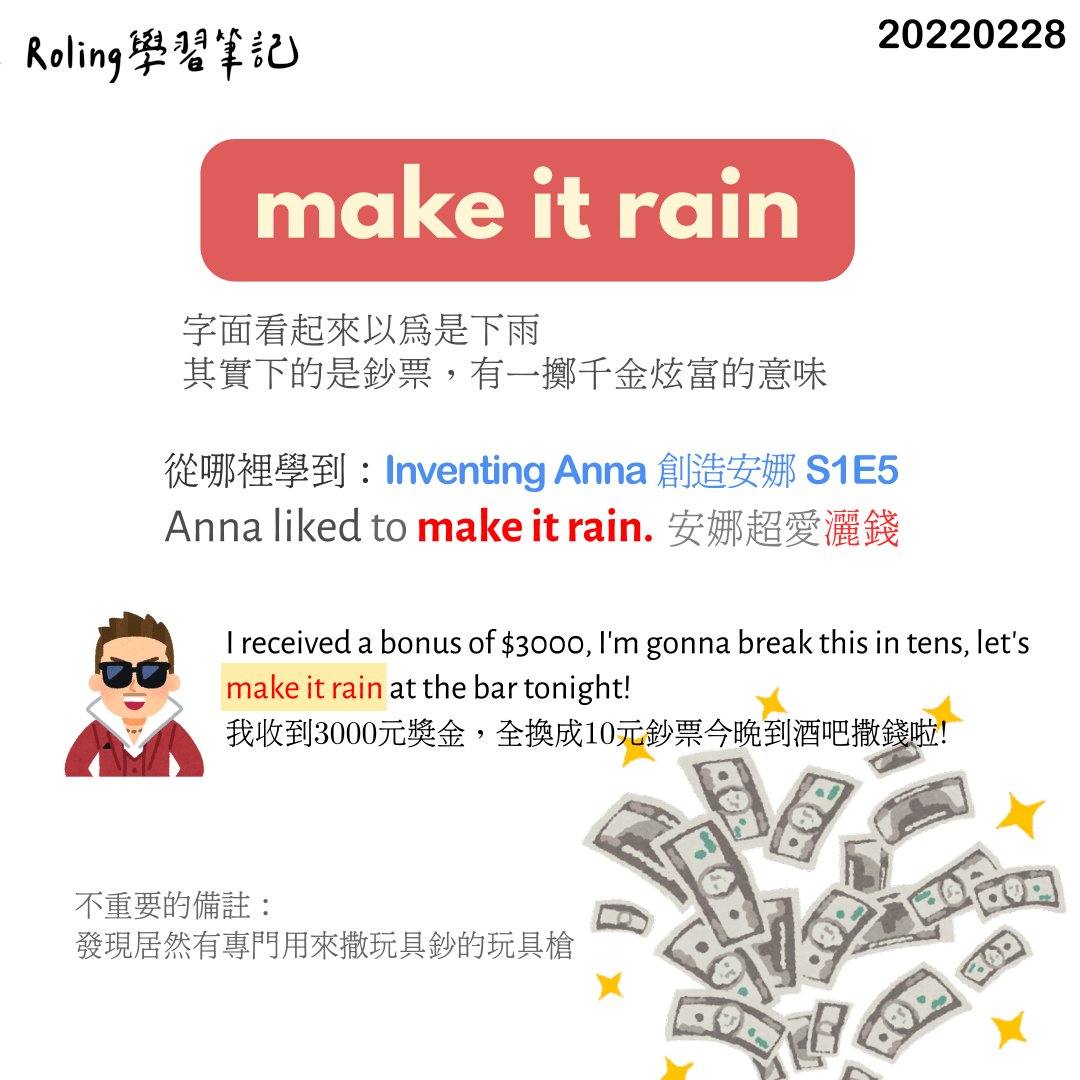 Roling學習筆記
20220228
make it rain
字面看起來以為是下雨
其實下的是鈔票，有一擲千金炫富的意味
從哪裡學到：Inventing Anna 創造安娜 S1E5
Anna liked to make it rain. 安娜超愛灑錢
I received a bonus of $3000, I'm gonna break this in tens, let's
make it rain at the bar tonight!
我收到3000元獎金，全換成10元鈔票今晚到酒吧撒錢啦!
不重要的備註：
發現居然有專門用來撒玩具鈔的玩具槍